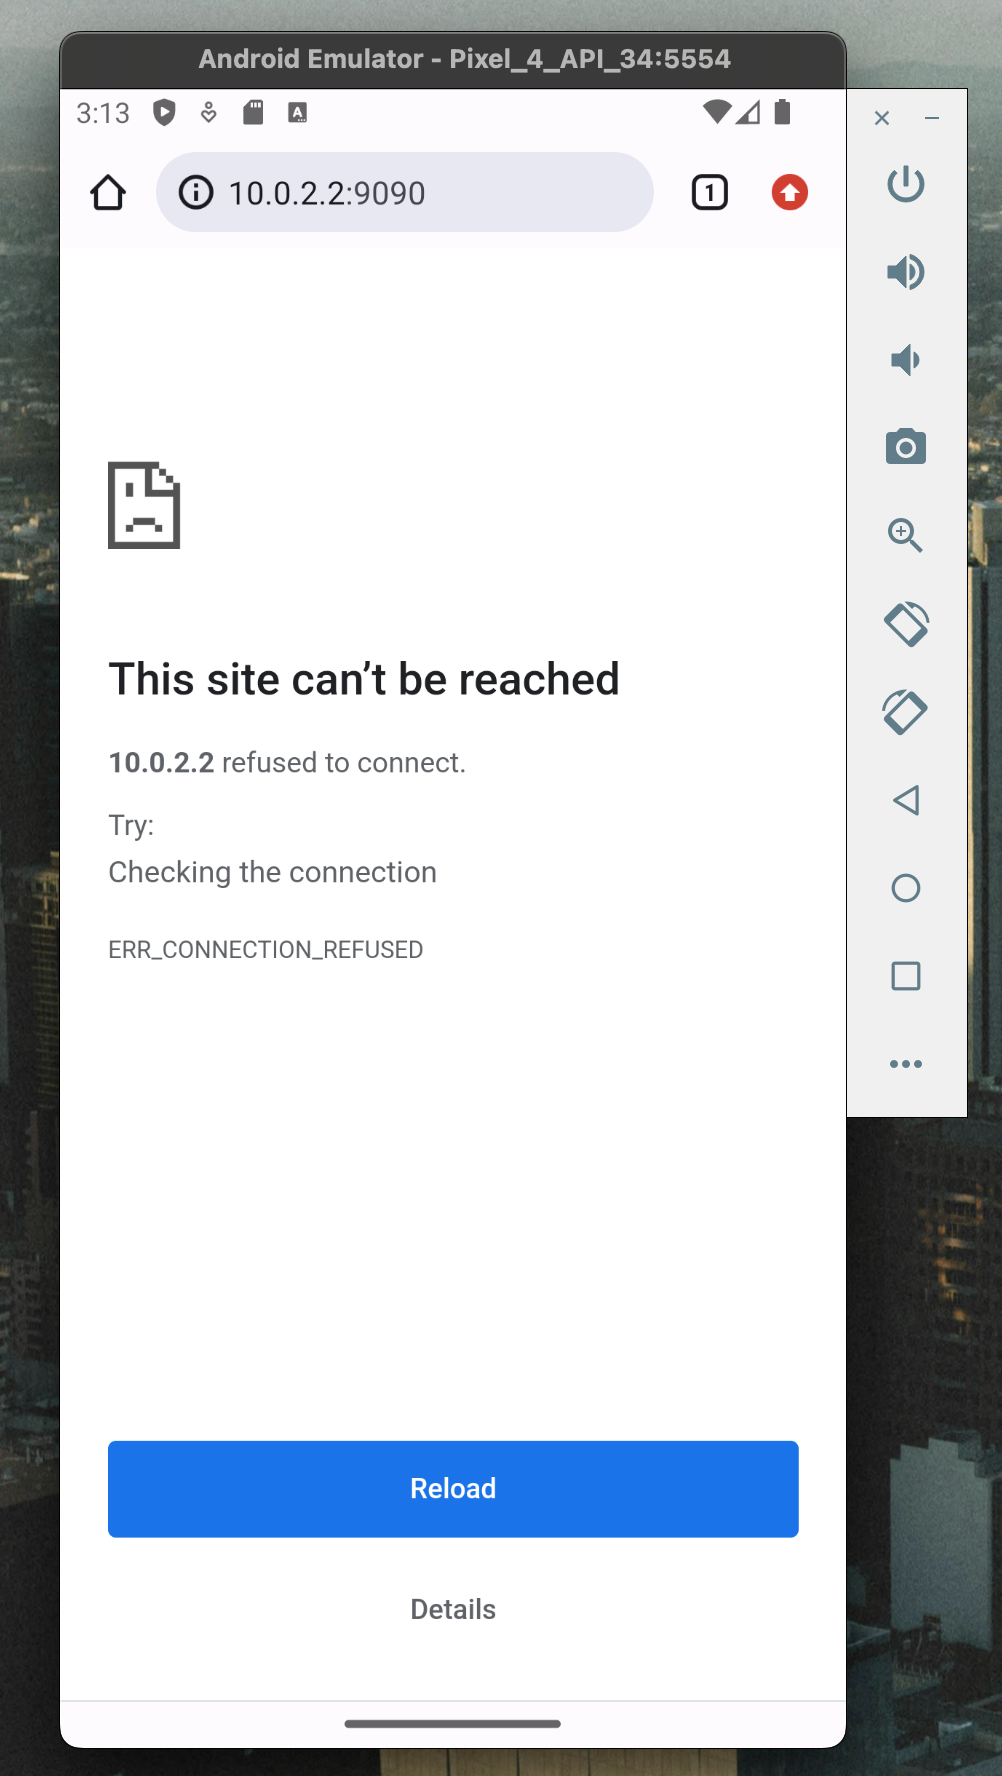 Android Emulator - Pixel_4_API_34:5554
3:13
A
10.0.2.2:9090
1
This site can’t be reached
10.0.2.2 refused to connect.
Try:
Checking the connection
ERR_CONNECTION_REFUSED
Reload
Details